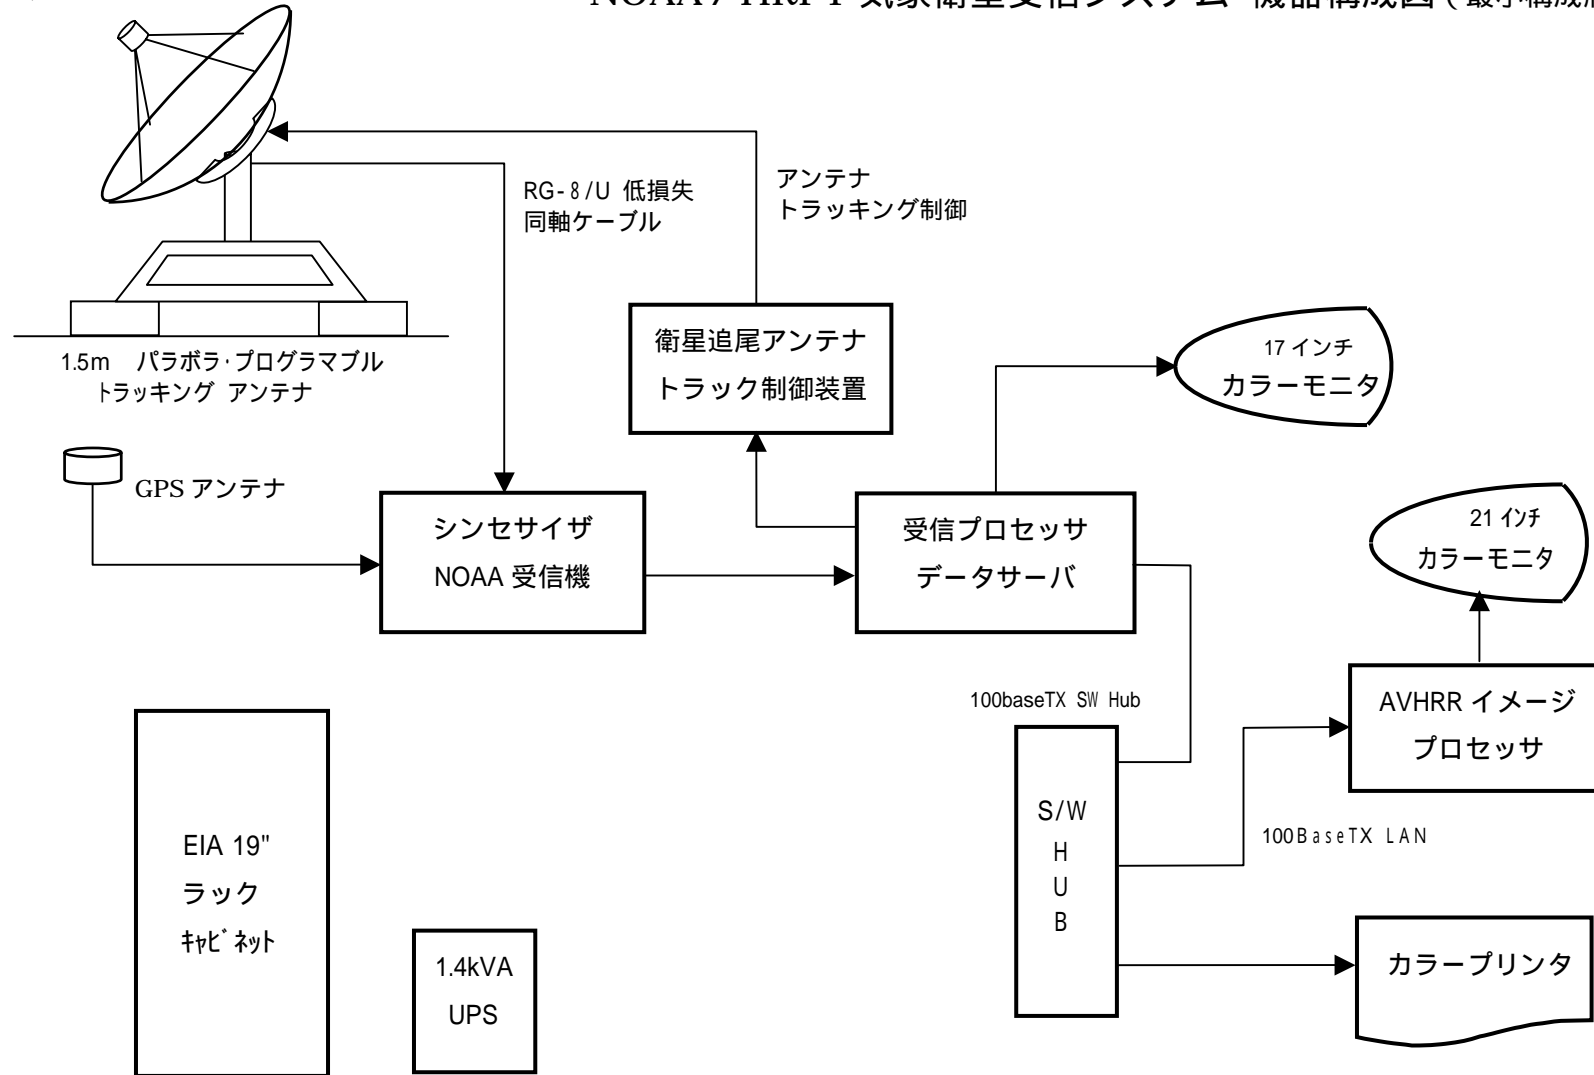 NOAA / HRPT 気象衛星受信システム 機器構成図 (最小構成
RG-8/U 低損失
同軸ケーブル
アンテナ
トラッキング制御
1.5m パラボラ・プログラマブル
トラッキング アンテナ
衛星追尾アンテナ
トラック制御装置
17 インチ
カラーモニタ
GPS アンテナ
シンセサイザ
NOAA 受信機
受信プロセッサ
データサーバ
21 インチ
カラーモニタ
100baseTX SW Hub
AVHRR イメージ
プロセッサ
S/W
H
U
B
100BaseTX LAN
EIA 19"
ラック
キャビネット
1.4kVA
UPS
カラープリンタ